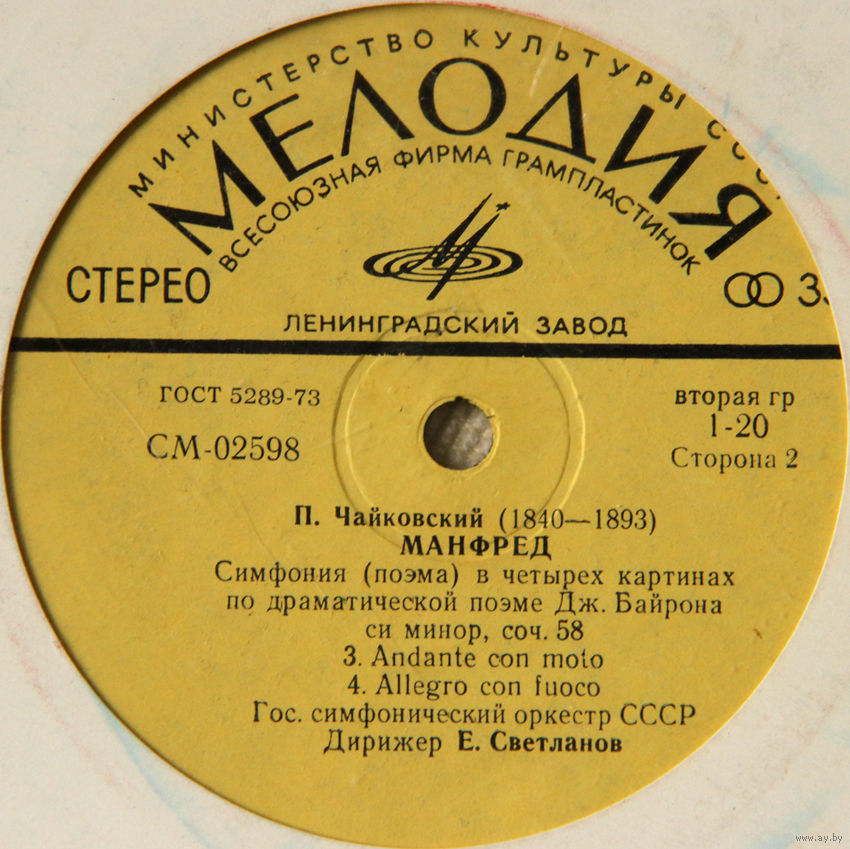 МИНИСТЕРСТВО КУЛЬТУРЫ СССР
МЕЛОДИЯ
ВСЕСОЮЗНАЯ ФИРМА ГРАМПЛАСТИНОК
СТЕРЕО
ЛЕНИНГРАДСКИЙ ЗАВОД
ГОСТ 5289-73
СМ-02598
вторая гр
1-20
Сторона 2
П. Чайковский (1840—1893)
МАНФРЕД
Симфония (поэма) в четырех картинах
по драматической поэме Дж. Байрона
си минор, соч. 58
3. Andante con moto
4. Allegro con fuoco
Гос. симфонический оркестр СССР
Дирижер Е. Светланов
www.ay.by